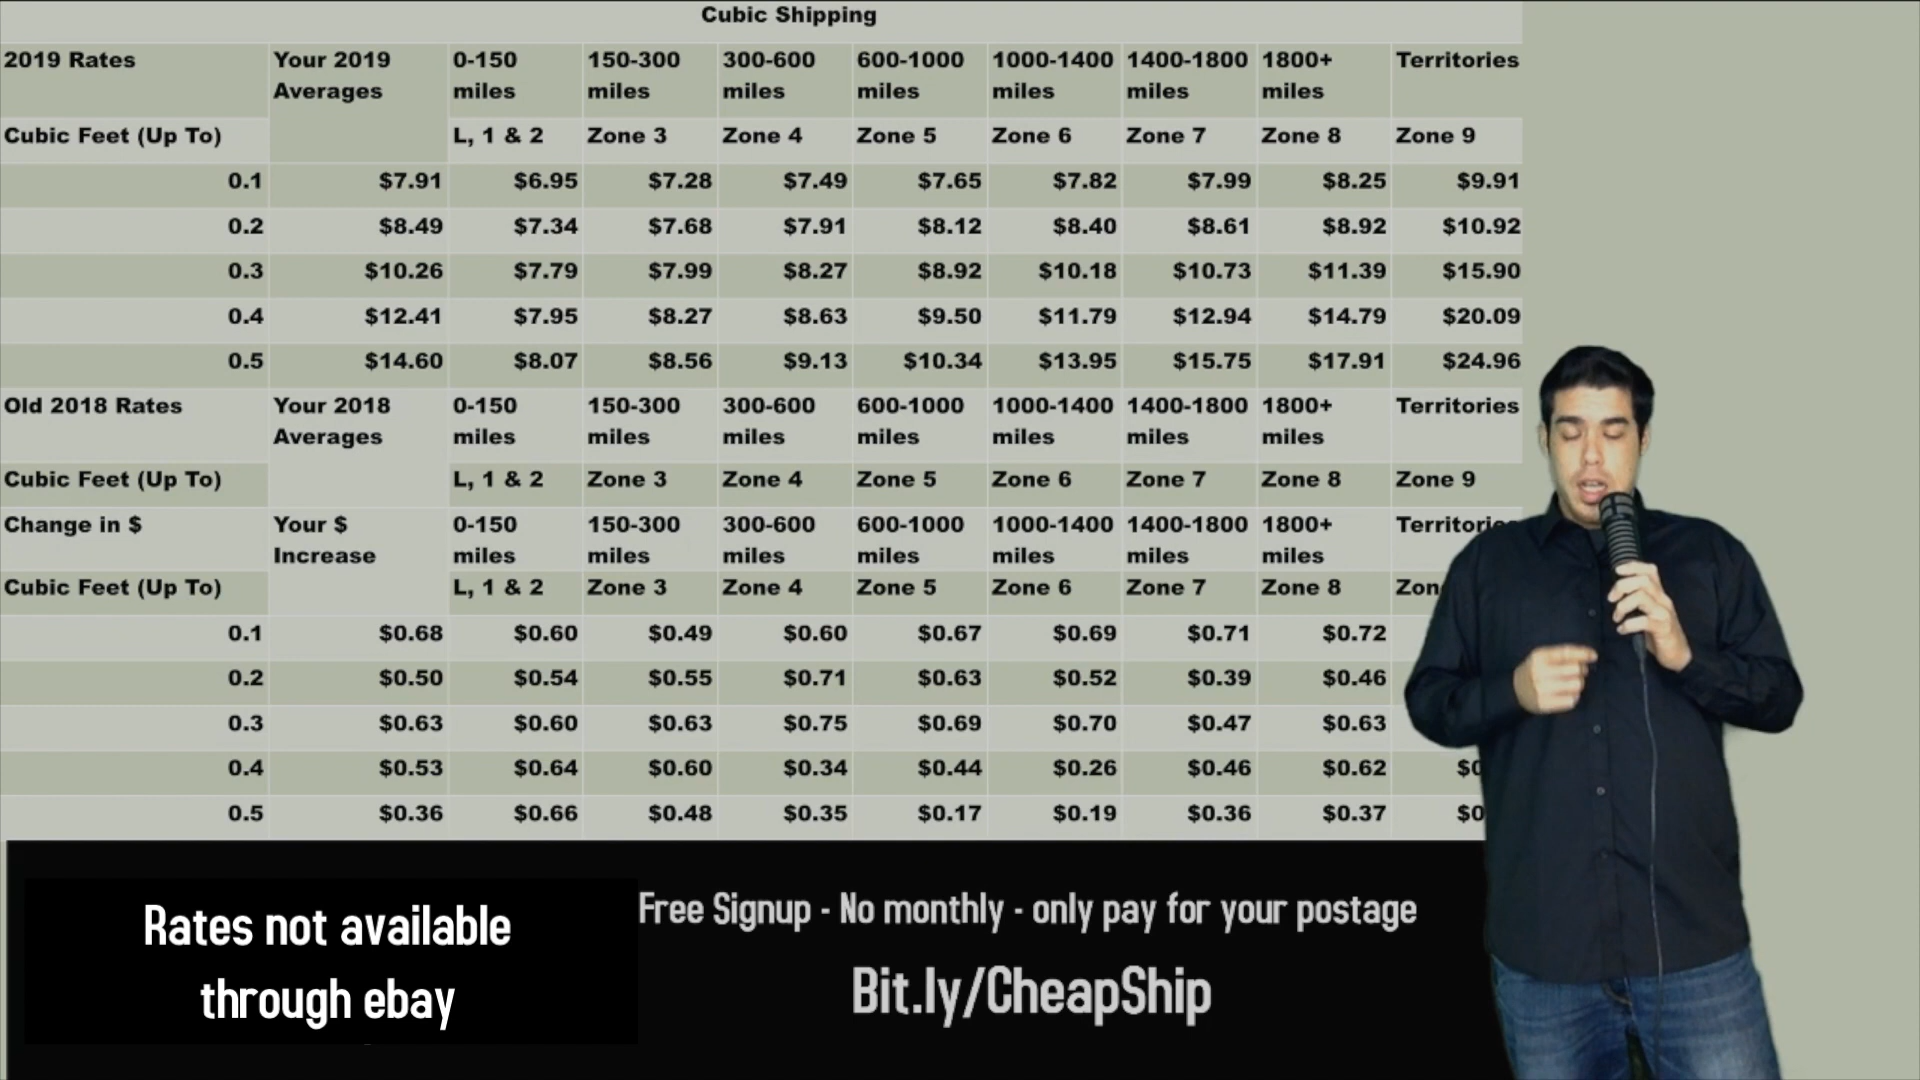 Cubic Shipping
2019 Rates Your 2019 Averages 0-150 miles 150-300 miles 300-600 miles 600-1000 miles 1000-1400 miles 1400-1800 miles 1800+ miles Territories
Cubic Feet (Up To) L, 1 & 2 Zone 3 Zone 4 Zone 5 Zone 6 Zone 7 Zone 8 Zone 9
0.1 $7.91 $6.95 $7.28 $7.49 $7.65 $7.82 $7.99 $8.25 $9.91
0.2 $8.49 $7.34 $7.68 $7.91 $8.12 $8.40 $8.61 $8.92 $10.92
0.3 $10.26 $7.79 $7.99 $8.27 $8.92 $10.18 $10.73 $11.39 $15.90
0.4 $12.41 $7.95 $8.27 $8.63 $9.50 $11.79 $12.94 $14.79 $20.09
0.5 $14.60 $8.07 $8.56 $9.13 $10.34 $13.95 $15.75 $17.91 $24.96
Old 2018 Rates Your 2018 Averages 0-150 miles 150-300 miles 300-600 miles 600-1000 miles 1000-1400 miles 1400-1800 miles 1800+ miles Territories
Cubic Feet (Up To) L, 1 & 2 Zone 3 Zone 4 Zone 5 Zone 6 Zone 7 Zone 8 Zone 9
Change in $ Your $ Increase 0-150 miles 150-300 miles 300-600 miles 600-1000 miles 1000-1400 miles 1400-1800 miles 1800+ miles Territories
Cubic Feet (Up To) L, 1 & 2 Zone 3 Zone 4 Zone 5 Zone 6 Zone 7 Zone 8
0.1 $0.68 $0.60 $0.49 $0.60 $0.67 $0.69 $0.71 $0.72
0.2 $0.50 $0.54 $0.55 $0.71 $0.63 $0.52 $0.39 $0.46
0.3 $0.63 $0.60 $0.63 $0.75 $0.69 $0.70 $0.47 $0.63
0.4 $0.53 $0.64 $0.60 $0.34 $0.44 $0.26 $0.46 $0.62
0.5 $0.36 $0.66 $0.48 $0.35 $0.17 $0.19 $0.36 $0.37
Rates not available
through ebay
Free Signup - No monthly - only pay for your postage
Bit.ly/CheapShip